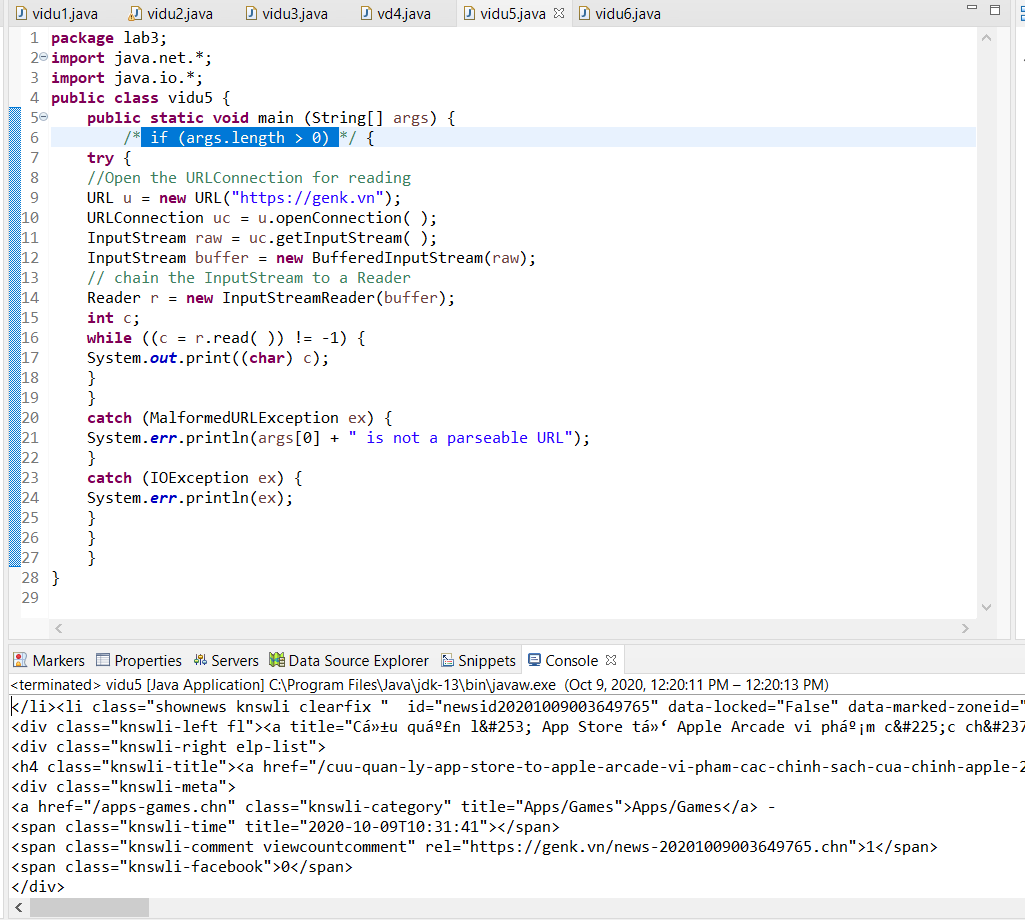 vidu1.java vidu2.java vidu3.java vd4.java vidu5.java vidu6.java
1 package lab3;
2 import java.net.*;
3 import java.io.*;
4 public class vidu5 {
5 public static void main (String[] args) {
6 /* if (args.length > 0) */ {
7 try {
8 //Open the URLConnection for reading
9 URL u = new URL("https://genk.vn");
10 URLConnection uc = u.openConnection( );
11 InputStream raw = uc.getInputStream( );
12 InputStream buffer = new BufferedInputStream(raw);
13 // chain the InputStream to a Reader
14 Reader r = new InputStreamReader(buffer);
15 int c;
16 while ((c = r.read( )) != -1) {
17 System.out.print((char) c);
18 }
19 }
20 catch (MalformedURLException ex) {
21 System.err.println(args[0] + " is not a parseable URL");
22 }
23 catch (IOException ex) {
24 System.err.println(ex);
25 }
26 }
27 }
28 }
29
Markers Properties Servers Data Source Explorer Snippets Console
<terminated> vidu5 [Java Application] C:\Program Files\Java\jdk-13\bin\javaw.exe (Oct 9, 2020, 12:20:11 PM – 12:20:13 PM)
</li><li class="shownews knswli clearfix "  id="newsid20201009003649765" data-locked="False" data-marked-zoneid="
<div class="knswli-left fl"><a title="Cá»±u quáº£n l&#253; App Store tá»‘ Apple Arcade vi pháº¡m c&#225;c ch&#237
<div class="knswli-right elp-list">
<h4 class="knswli-title"><a href="/cuu-quan-ly-app-store-to-apple-arcade-vi-pham-cac-chinh-sach-cua-chinh-apple-2
<div class="knswli-meta">
<a href="/apps-games.chn" class="knswli-category" title="Apps/Games">Apps/Games</a> -
<span class="knswli-time" title="2020-10-09T10:31:41"></span>
<span class="knswli-comment viewcountcomment" rel="https://genk.vn/news-20201009003649765.chn">1</span>
<span class="knswli-facebook">0</span>
</div>